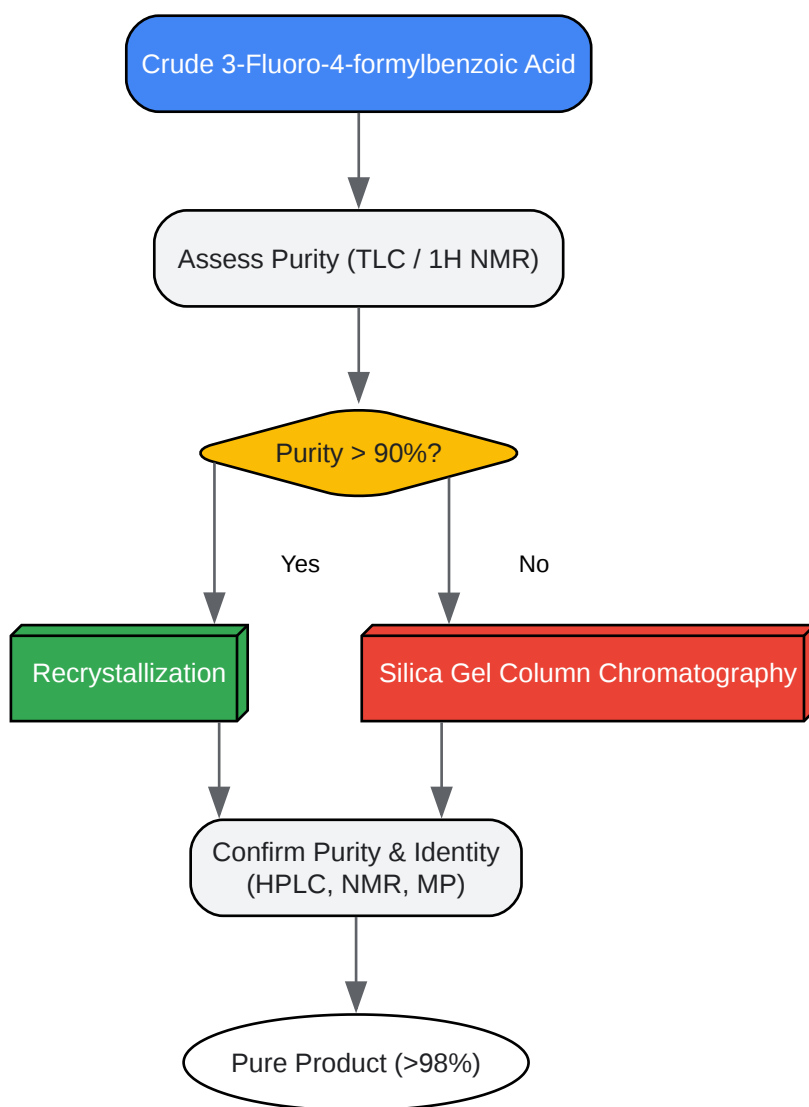 Crude 3-Fluoro-4-formylbenzoic Acid
Assess Purity (TLC / 1H NMR)
Purity > 90%?
Yes
No
Recrystallization
Silica Gel Column Chromatography
Confirm Purity & Identity
(HPLC, NMR, MP)
Pure Product (>98%)